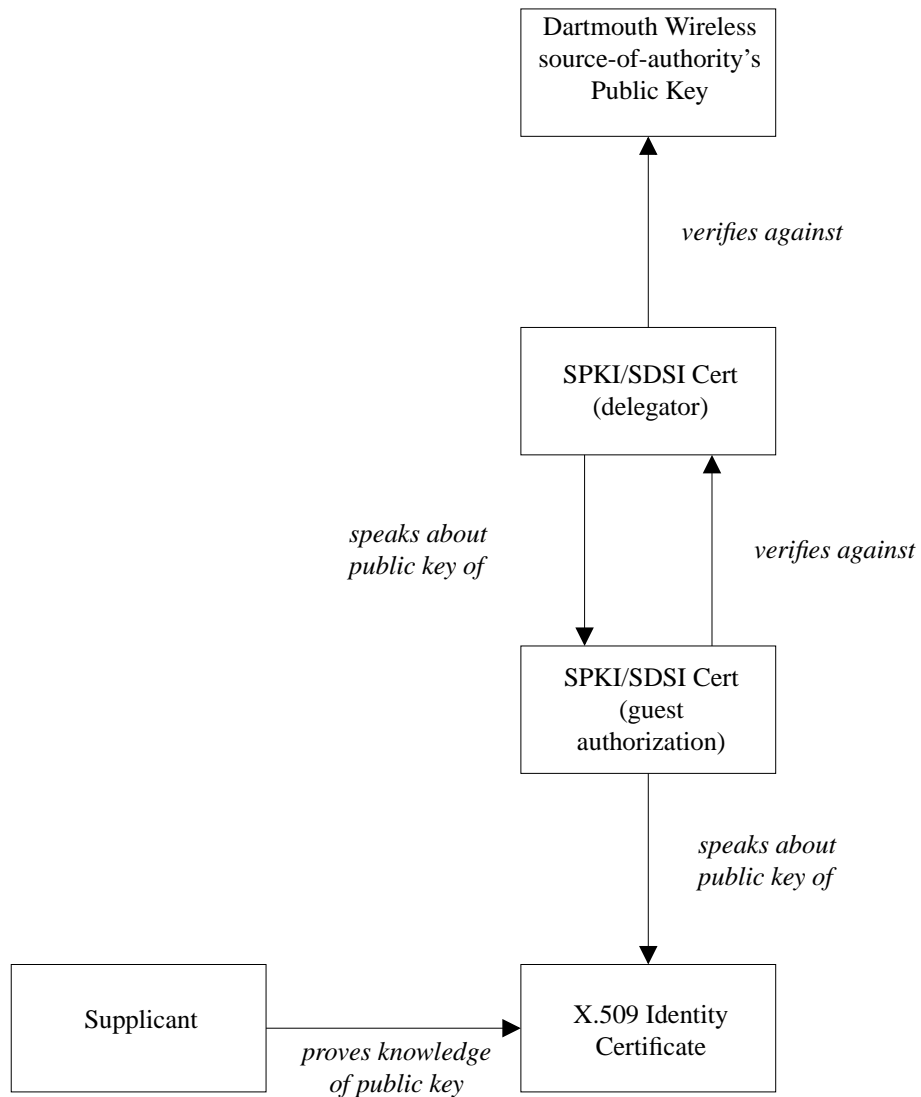 Dartmouth Wireless
source-of-authority's
Public Key
verifies against
SPKI/SDSI Cert
(delegator)
speaks about
public key of
verifies against
SPKI/SDSI Cert
(guest
authorization)
speaks about
public key of
Supplicant
proves knowledge
of public key
X.509 Identity
Certificate